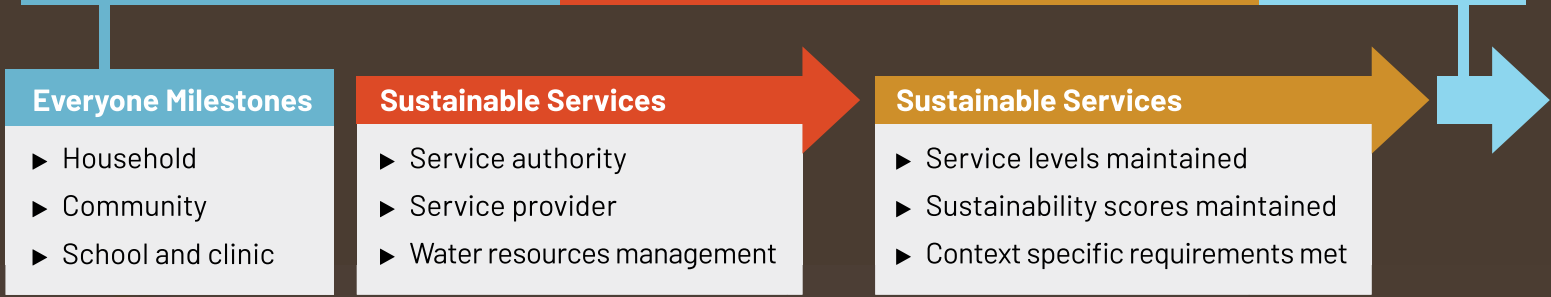 Everyone Milestones
▶ Household
▶ Community
▶ School and clinic
Sustainable Services
▶ Service authority
▶ Service provider
▶ Water resources management
Sustainable Services
▶ Service levels maintained
▶ Sustainability scores maintained
▶ Context specific requirements met